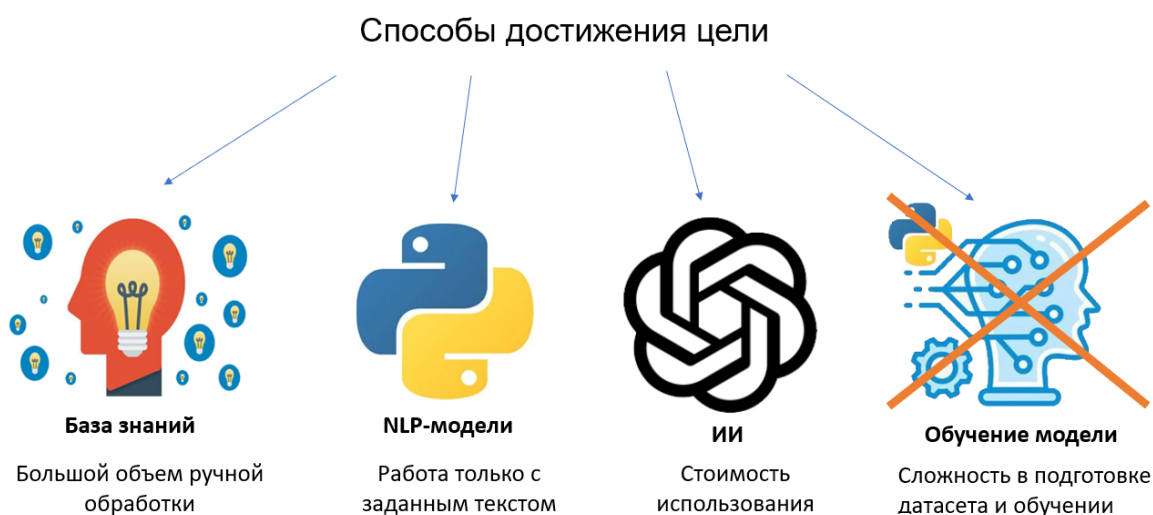 Способы достижения цели
База знаний
Большой объем ручной
обработки
NLP-модели
Работа только с
заданным текстом
ИИ
Стоимость
использования
Обучение модели
Сложность в подготовке
датасета и обучении